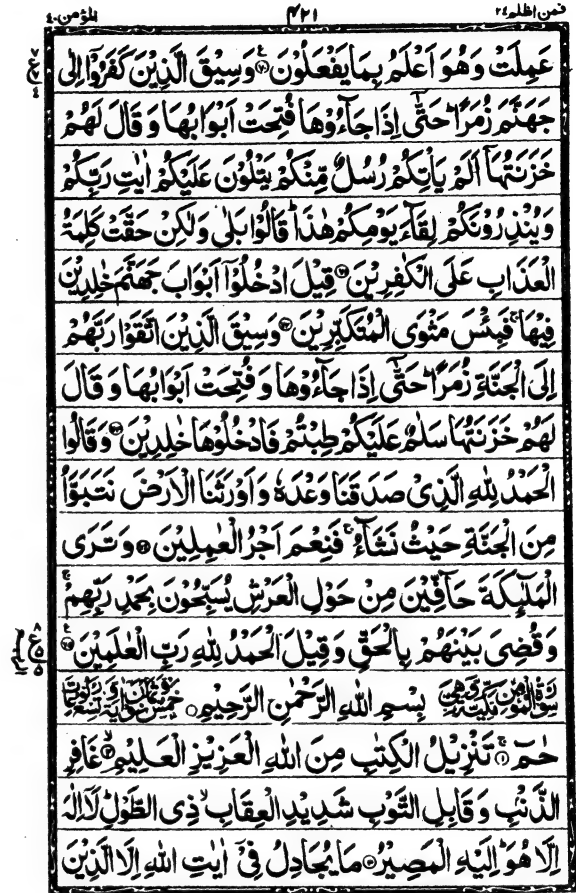 فمن اظلم ٢٤ ٤٢١ المؤمن ٤٠
عَمِلَتْ وَهُوَ اَعْلَمُ بِمَا يَفْعَلُوْنَ ۞ وَسِيْقَ الَّذِيْنَ كَفَرُوْۤا اِلٰى
جَهَنَّمَ زُمَرًا ؕ حَتّٰۤى اِذَا جَآءُوْهَا فُتِحَتْ اَبْوَابُهَا وَقَالَ لَهُمْ
خَزَنَتُهَاۤ اَلَمْ يَاْتِكُمْ رُسُلٌ مِّنْكُمْ يَتْلُوْنَ عَلَيْكُمْ اٰيٰتِ رَبِّكُمْ
وَيُنْذِرُوْنَكُمْ لِقَآءَ يَوْمِكُمْ هٰذَا ؕ قَالُوْا بَلٰى وَلٰكِنْ حَقَّتْ كَلِمَةُ
الْعَذَابِ عَلَى الْكٰفِرِيْنَ ۞ قِيْلَ ادْخُلُوْۤا اَبْوَابَ جَهَنَّمَ خٰلِدِيْنَ
فِيْهَا ۚ فَبِئْسَ مَثْوَى الْمُتَكَبِّرِيْنَ ۞ وَسِيْقَ الَّذِيْنَ اتَّقَوْا رَبَّهُمْ
اِلَى الْجَنَّةِ زُمَرًا ؕ حَتّٰۤى اِذَا جَآءُوْهَا وَفُتِحَتْ اَبْوَابُهَا وَقَالَ
لَهُمْ خَزَنَتُهَا سَلٰمٌ عَلَيْكُمْ طِبْتُمْ فَادْخُلُوْهَا خٰلِدِيْنَ ۞ وَقَالُوا
الْحَمْدُ لِلّٰهِ الَّذِيْ صَدَقَنَا وَعْدَهٗ وَاَوْرَثَنَا الْاَرْضَ نَتَبَوَّاُ
مِنَ الْجَنَّةِ حَيْثُ نَشَآءُ ۚ فَنِعْمَ اَجْرُ الْعٰمِلِيْنَ ۞ وَتَرَى
الْمَلٰٓئِكَةَ حَآفِّيْنَ مِنْ حَوْلِ الْعَرْشِ يُسَبِّحُوْنَ بِحَمْدِ رَبِّهِمْ ۚ
وَقُضِيَ بَيْنَهُمْ بِالْحَقِّ وَقِيْلَ الْحَمْدُ لِلّٰهِ رَبِّ الْعٰلَمِيْنَ ۞
بِسْمِ اللّٰهِ الرَّحْمٰنِ الرَّحِيْمِ
حٰمٓ ۚ ۞ تَنْزِيْلُ الْكِتٰبِ مِنَ اللّٰهِ الْعَزِيْزِ الْعَلِيْمِ ۞ غَافِرِ
الذَّنْۢبِ وَقَابِلِ التَّوْبِ شَدِيْدِ الْعِقَابِ ۙ ذِى الطَّوْلِ ؕ لَاۤ اِلٰهَ
اِلَّا هُوَ ؕ اِلَيْهِ الْمَصِيْرُ ۞ مَا يُجَادِلُ فِيْۤ اٰيٰتِ اللّٰهِ اِلَّا الَّذِيْنَ